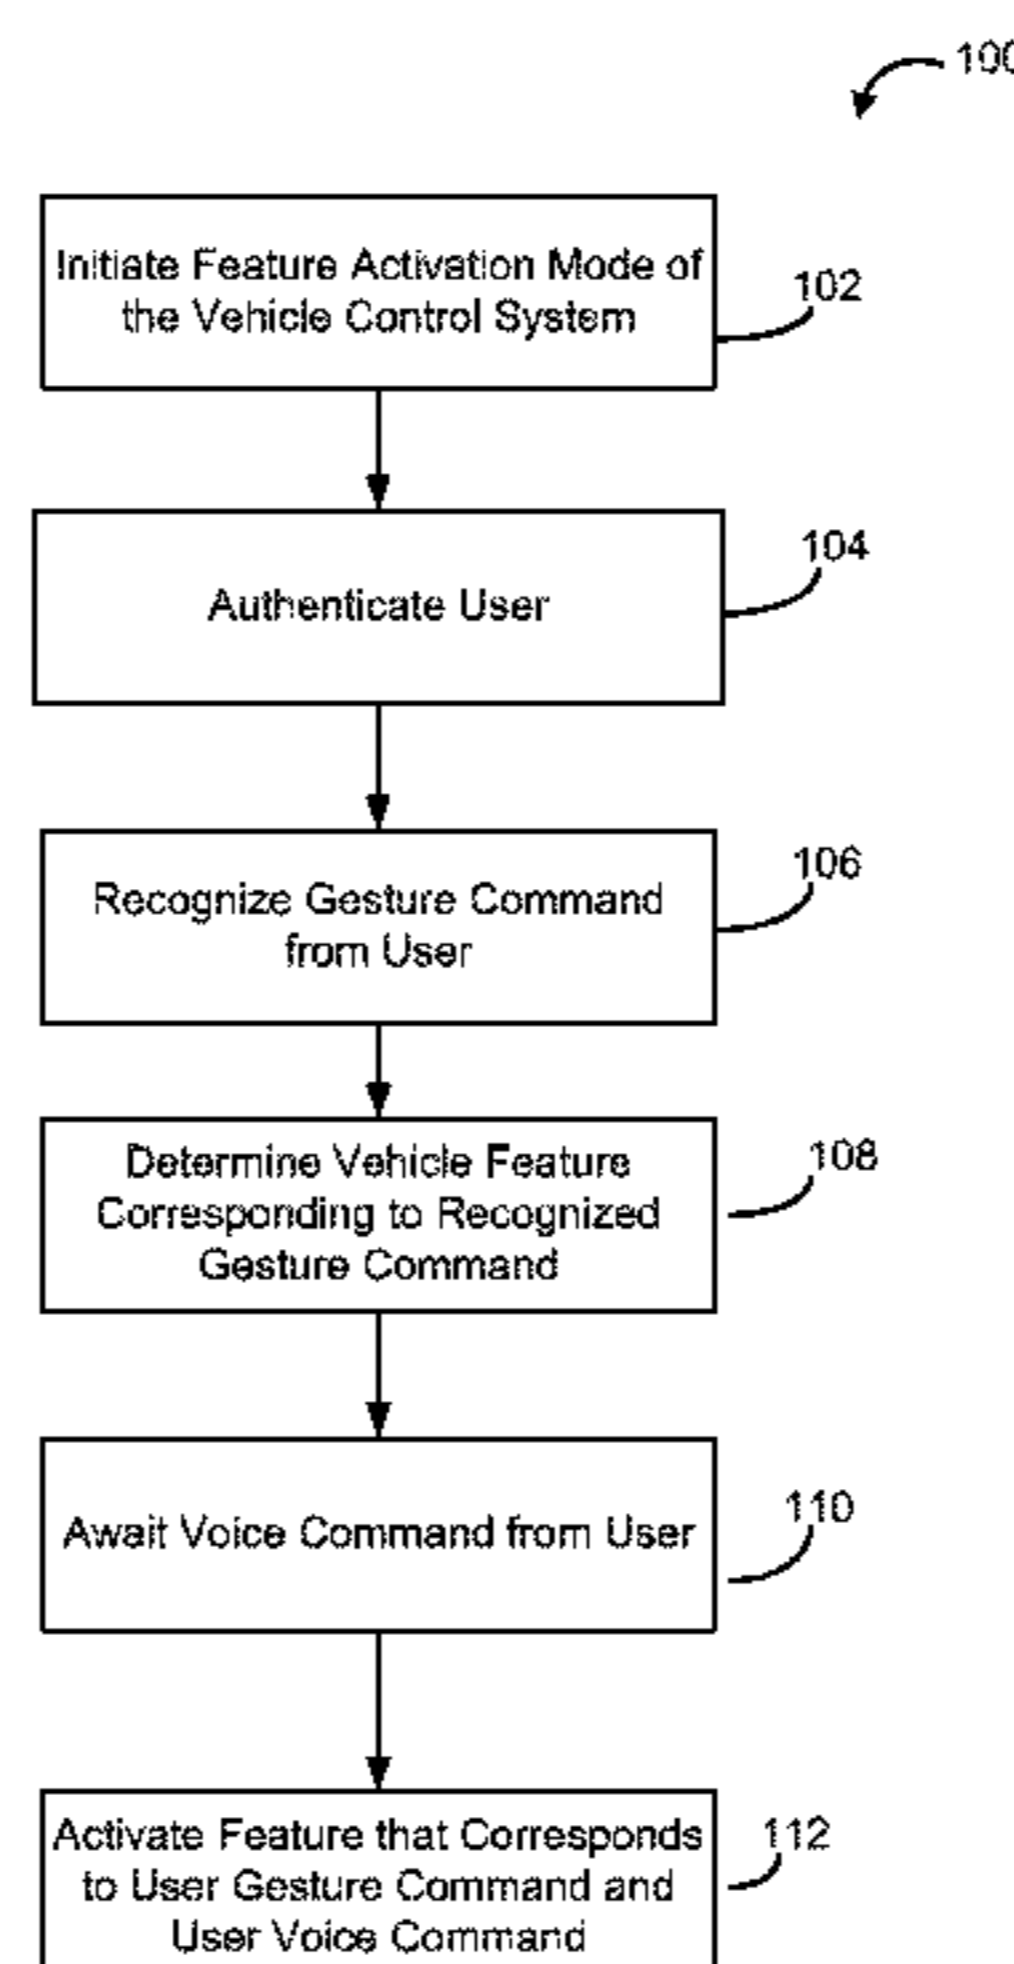 100
Initiate Feature Activation Mode of
the Vehicle Control System
102
Authenticate User
104
Recognize Gesture Command
from User
106
Determine Vehicle Feature
Corresponding to Recognized
Gesture Command
108
Await Voice Command from User
110
Activate Feature that Corresponds
to User Gesture Command and
User Voice Command
112